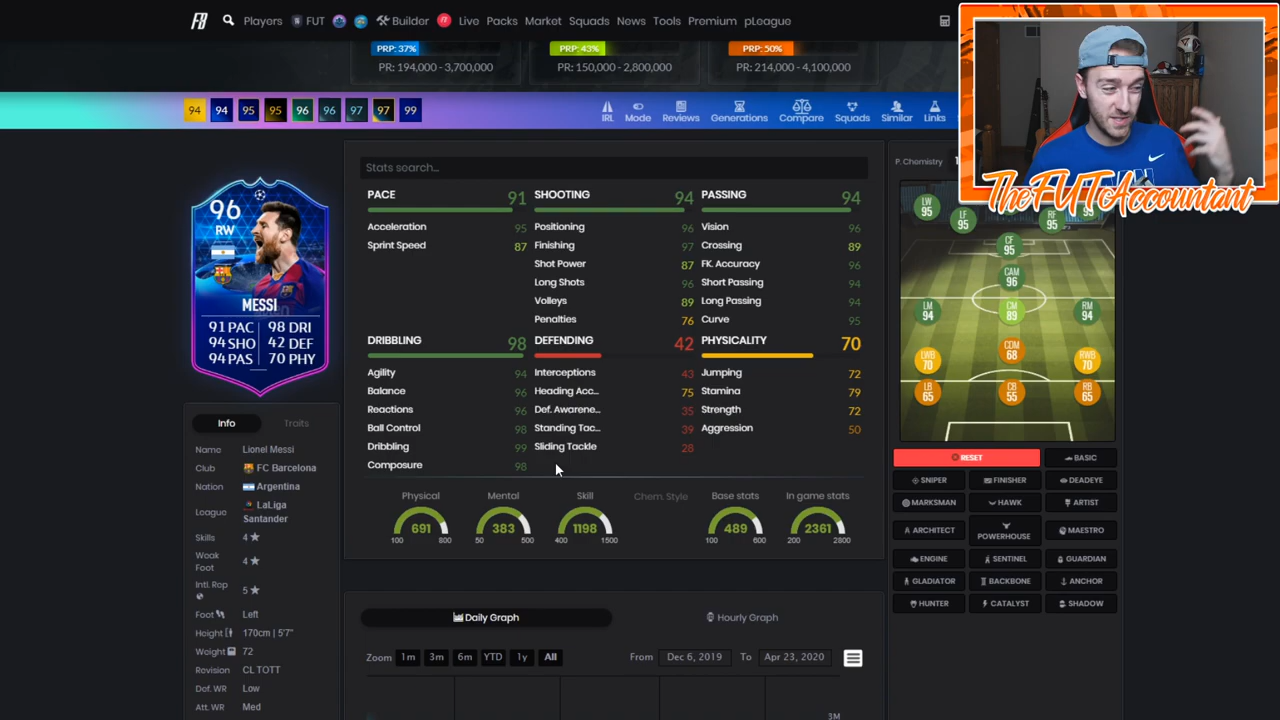 FB Players FUT Builder Live Packs Market Squads News Tools Premium pLeague
PRP: 37% PRP: 43% PRP: 50%
PR: 194,000 - 3,700,000 PR: 150,000 - 2,800,000 PR: 214,000 - 4,100,000
94 94 95 95 96 96 97 97 99
IRL Mode Reviews Generations Compare Squads Similar Links
TheFUTAccountant
Stats search...
PACE 91
Acceleration 95
Sprint Speed 87
SHOOTING 94
Positioning 96
Finishing 97
Shot Power 87
Long Shots 96
Volleys 89
Penalties 76
PASSING 94
Vision 96
Crossing 89
FK. Accuracy 96
Short Passing 94
Long Passing 94
Curve 95
DRIBBLING 98
Agility 94
Balance 96
Reactions 96
Ball Control 98
Dribbling 99
Composure 98
DEFENDING 42
Interceptions 43
Heading Acc... 75
Def. Awarene... 35
Standing Tac... 39
Sliding Tackle 28
PHYSICALITY 70
Jumping 72
Stamina 79
Strength 72
Aggression 50
Physical Mental Skill Chem. Style Base stats In game stats
691 383 1198 489 2361
100 800 50 500 400 1500 100 600 200 2800
96
RW
MESSI
91 PAC 98 DRI
94 SHO 42 DEF
94 PAS 70 PHY
Info Traits
Name Lionel Messi
Club FC Barcelona
Nation Argentina
League LaLiga
Santander
Skills 4
Weak
Foot 4
Intl. Rep 5
Foot Left
Height 170cm | 5'7"
Weight 72
Revision CL TOTT
Def. WR Low
Att. WR Med
Daily Graph Hourly Graph
Zoom 1m 3m 6m YTD 1y All From Dec 6, 2019 To Apr 23, 2020
3M
P. Chemistry
LW
95
LF
95
RF
95
99
CF
95
CAM
96
LM
94
CM
89
RM
94
CDM
68
LWB
70
RWB
70
LB
65
CB
55
RB
65
RESET BASIC
SNIPER FINISHER DEADEYE
MARKSMAN HAWK ARTIST
ARCHITECT POWERHOUSE MAESTRO
ENGINE SENTINEL GUARDIAN
GLADIATOR BACKBONE ANCHOR
HUNTER CATALYST SHADOW